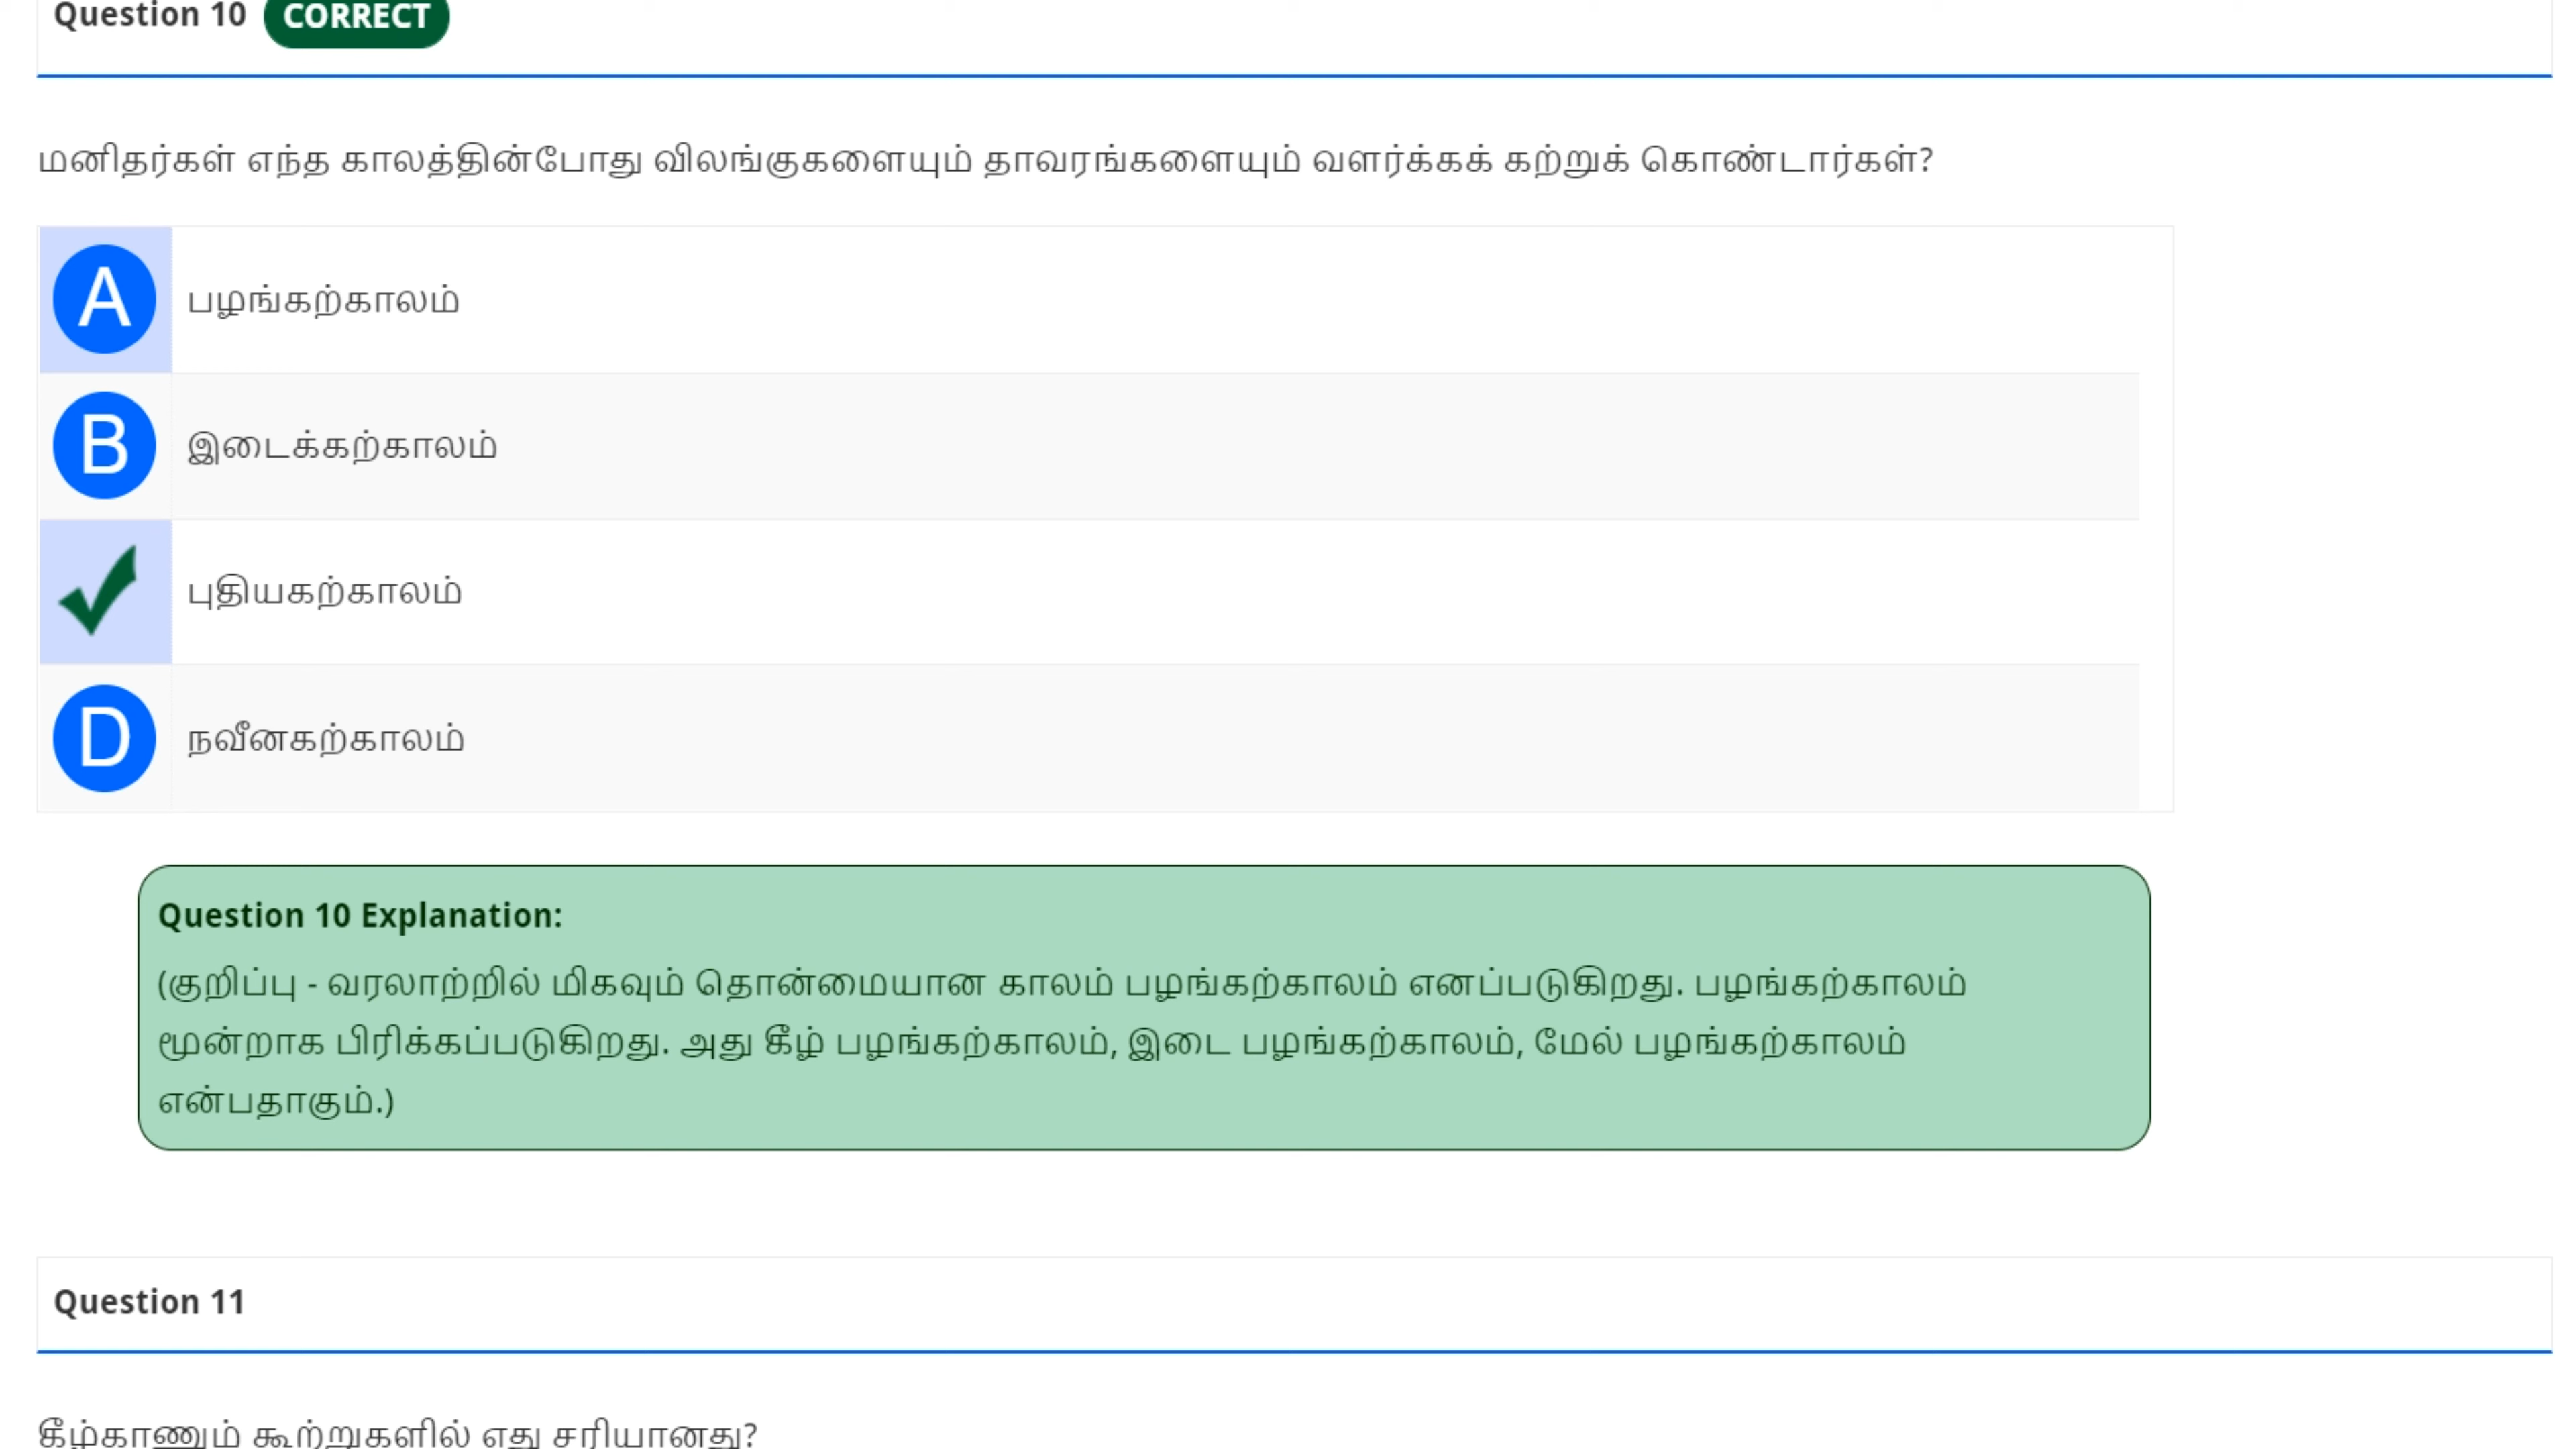 Question 10 CORRECT
மனிதர்கள் எந்த காலத்தின்போது விலங்குகளையும் தாவரங்களையும் வளர்க்கக் கற்றுக் கொண்டார்கள்?
A பழங்கற்காலம்
B இடைக்கற்காலம்
புதியகற்காலம்
D நவீனகற்காலம்
Question 10 Explanation:
(குறிப்பு - வரலாற்றில் மிகவும் தொன்மையான காலம் பழங்கற்காலம் எனப்படுகிறது. பழங்கற்காலம்
மூன்றாக பிரிக்கப்படுகிறது. அது கீழ் பழங்கற்காலம், இடை பழங்கற்காலம், மேல் பழங்கற்காலம்
என்பதாகும்.)
Question 11
கீழ்காணும் கூற்றுகளில் எது சரியானது?